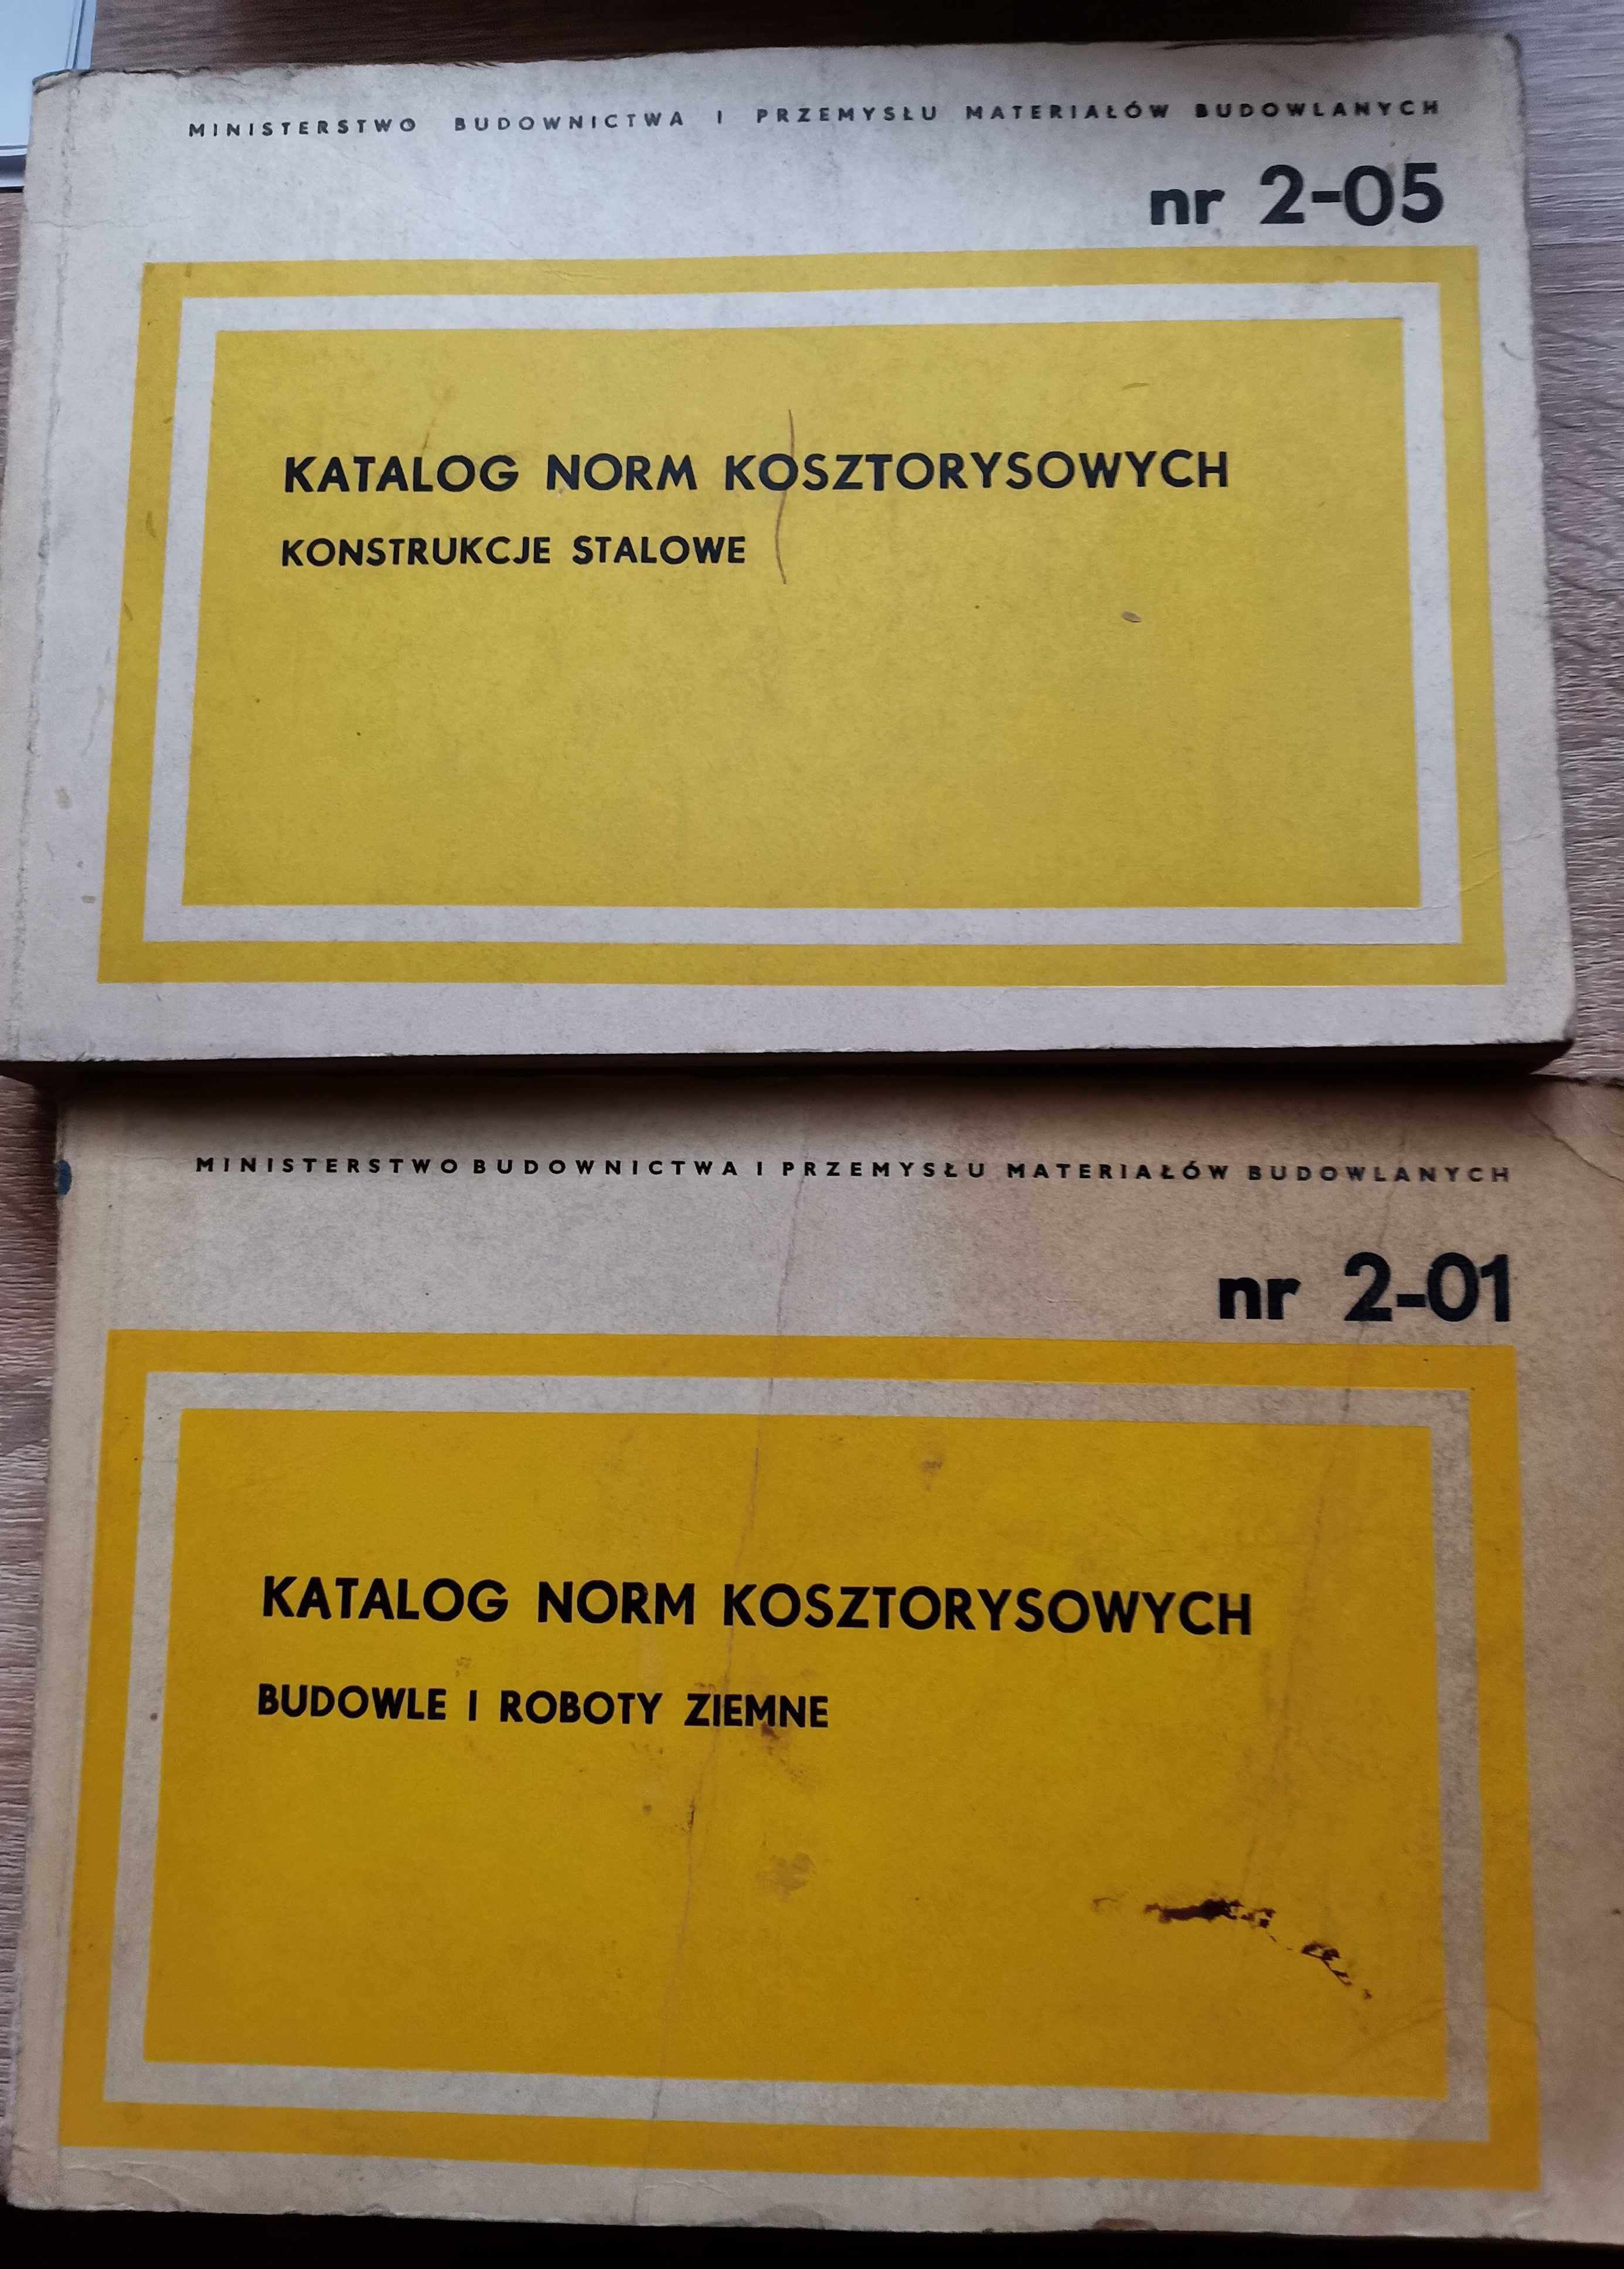 MINISTERSTWO BUDOWNICTWA I PRZEMYSŁU MATERIAŁÓW BUDOWLANYCH
nr 2-05
KATALOG NORM KOSZTORYSOWYCH
KONSTRUKCJE STALOWE
MINISTERSTWO BUDOWNICTWA I PRZEMYSŁU MATERIAŁÓW BUDOWLANYCH
nr 2-01
KATALOG NORM KOSZTORYSOWYCH
BUDOWLE I ROBOTY ZIEMNE